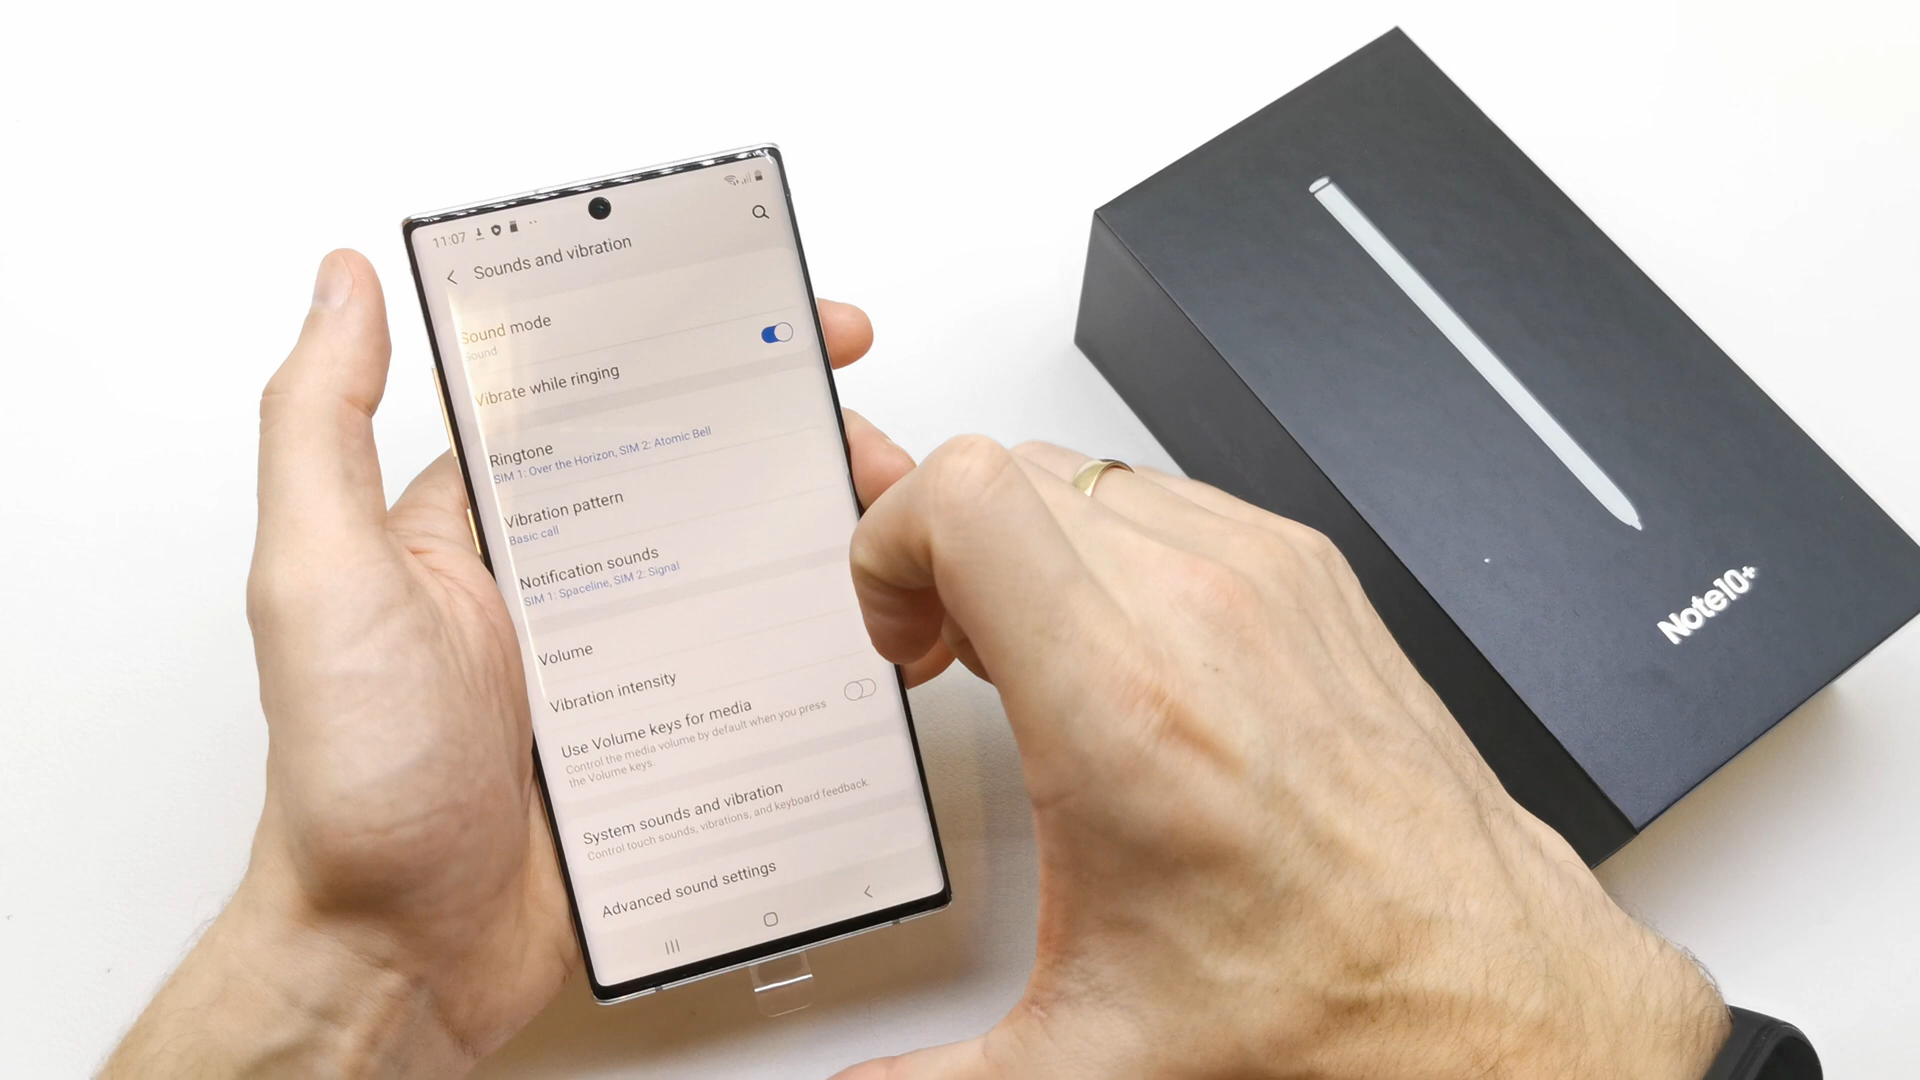 11:07
Sounds and vibration
Sound mode
Sound
Vibrate while ringing
Ringtone
SIM 1: Over the Horizon, SIM 2: Atomic Bell
Vibration pattern
Basic call
Notification sounds
SIM 1: Spaceline, SIM 2: Signal
Volume
Vibration intensity
Use Volume keys for media
Control the media volume by default when you press
the Volume keys.
System sounds and vibration
Control touch sounds, vibrations, and keyboard feedback.
Advanced sound settings
Note10+